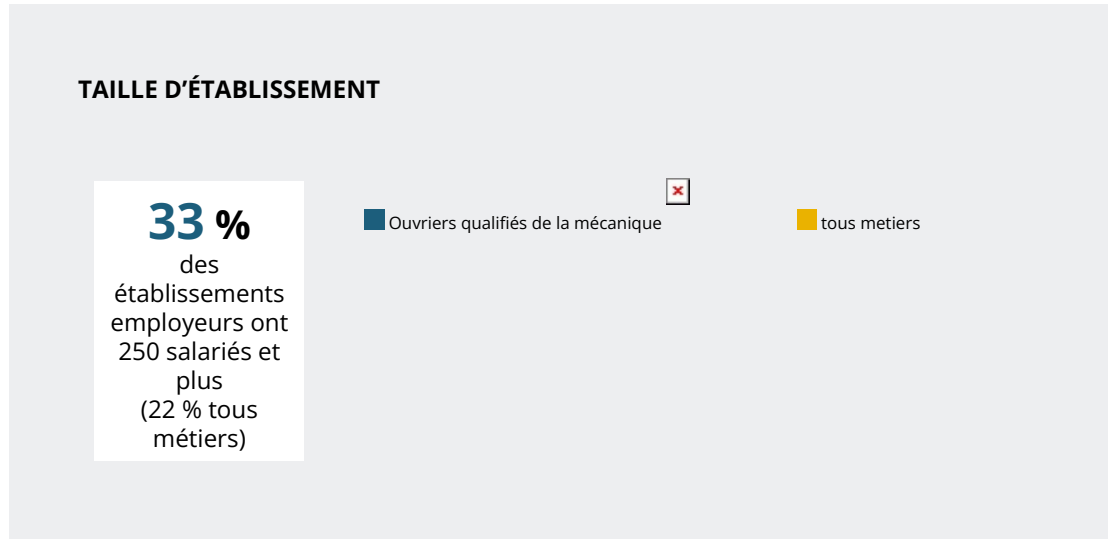 TAILLE D'ÉTABLISSEMENT
33 %
des
établissements
employeurs ont
250 salariés et
plus
(22 % tous
métiers)
Ouvriers qualifiés de la mécanique
tous metiers